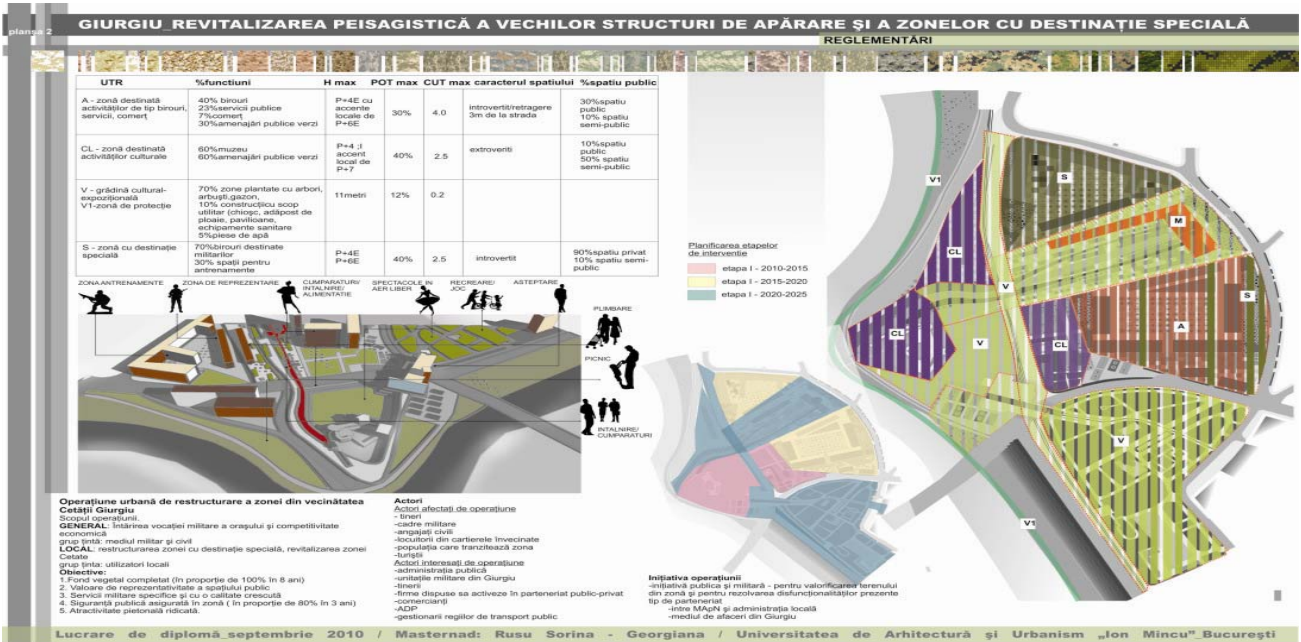 planșa 2
GIURGIU_REVITALIZAREA PEISAGISTICĂ A VECHILOR STRUCTURI DE APĂRARE ȘI A ZONELOR CU DESTINAȚIE SPECIALĂ
REGLEMENTĂRI
UTR %functiuni H max POT max CUT max caracterul spatiului %spatiu public
A - zonă destinată activităților de tip birouri, servicii, comerț
40% birouri
23%servicii publice
7%comerț
30%amenajări publice verzi
P+4E cu
accente
locale de
P+6E
30%
4.0
introvertit/retragere
3m de la strada
30%spatiu
public
10% spatiu
semi-public
CL - zonă destinată
activităților culturale
60%muzeu
60%amenajări publice verzi
P+4 ;I
accent
local de
P+7
40%
2.5
extroveriti
10%spatiu
public
50% spatiu
semi-public
V - grădină cultural-
expozițională
V1-zonă de protecție
70% zone plantate cu arbori,
arbuști,gazon,
10% construcțiicu scop
utilitar (chioșc, adăpost de
ploaie, pavilioane,
echipamente sanitare
5%piese de apă
11metri
12%
0.2
S - zonă cu destinație
specială
70%birouri destinate
militarilor
30% spații pentru
antrenamente
P+4E
P+6E
40%
2.5
introvertit
90%spatiu privat
10% spatiu semi-
public
ZONA ANTRENAMENTE
ZONA DE REPREZENTARE
CUMPARATURI/
INTALNIRE/
ALIMENTATIE
SPECTACOLE IN
AER LIBER
RECREARE/
JOC
ASTEPTARE
PLIMBARE
PICNIC
INTALNIRE/
CUMPARATURI
Planificarea etapelor
de interventie
etapa I - 2010-2015
etapa I - 2015-2020
etapa I - 2020-2025
V1
S
M
CL
V
S
A
CL
V
CL
V
V1
Operațiune urbană de restructurare a zonei din vecinătatea
Cetății Giurgiu
Scopul operațiunii.
GENERAL: Întărirea vocației militare a orașului și competivitate
economică
grup țintă: mediul militar și civil
LOCAL: restructurarea zonei cu destinație specială, revitalizarea zonei
Cetate
grup ținta: utilizatori locali
Obiective:
1.Fond vegetal completat (în proporție de 100% în 8 ani)
2. Valoare de reprezentativitate a spațiului public
3. Servicii militare specifice și cu o calitate crescută
4. Siguranță publică asigurată în zonă ( în proporție de 80% în 3 ani)
5. Atractivitate pietonală ridicată.
Actori
Actori afectați de operațiune
- tineri
-cadre militare
-angajați civili
-locuitorii din cartierele învecinate
-populația care tranzitează zona
-turiștii
Actori interesați de operațiune
-administrația publică
-unitațile militare din Giurgiu
-tinerii
-firme dispuse sa activeze în parteneriat public-privat
-comercianți
-ADP
-gestionarii regiilor de transport public
Inițiativa operațiunii
-inițiativă publica și militară - pentru valorificarea terenului
din zonă și pentru rezolvarea disfuncționalităților prezente
tip de parteneriat
-intre MApN și administrația locală
-mediul de afaceri din Giurgiu
Lucrare de diplomă_septembrie 2010 / Masternad: Rusu Sorina - Georgiana / Universitatea de Arhitectură și Urbanism „Ion Mincu"_București